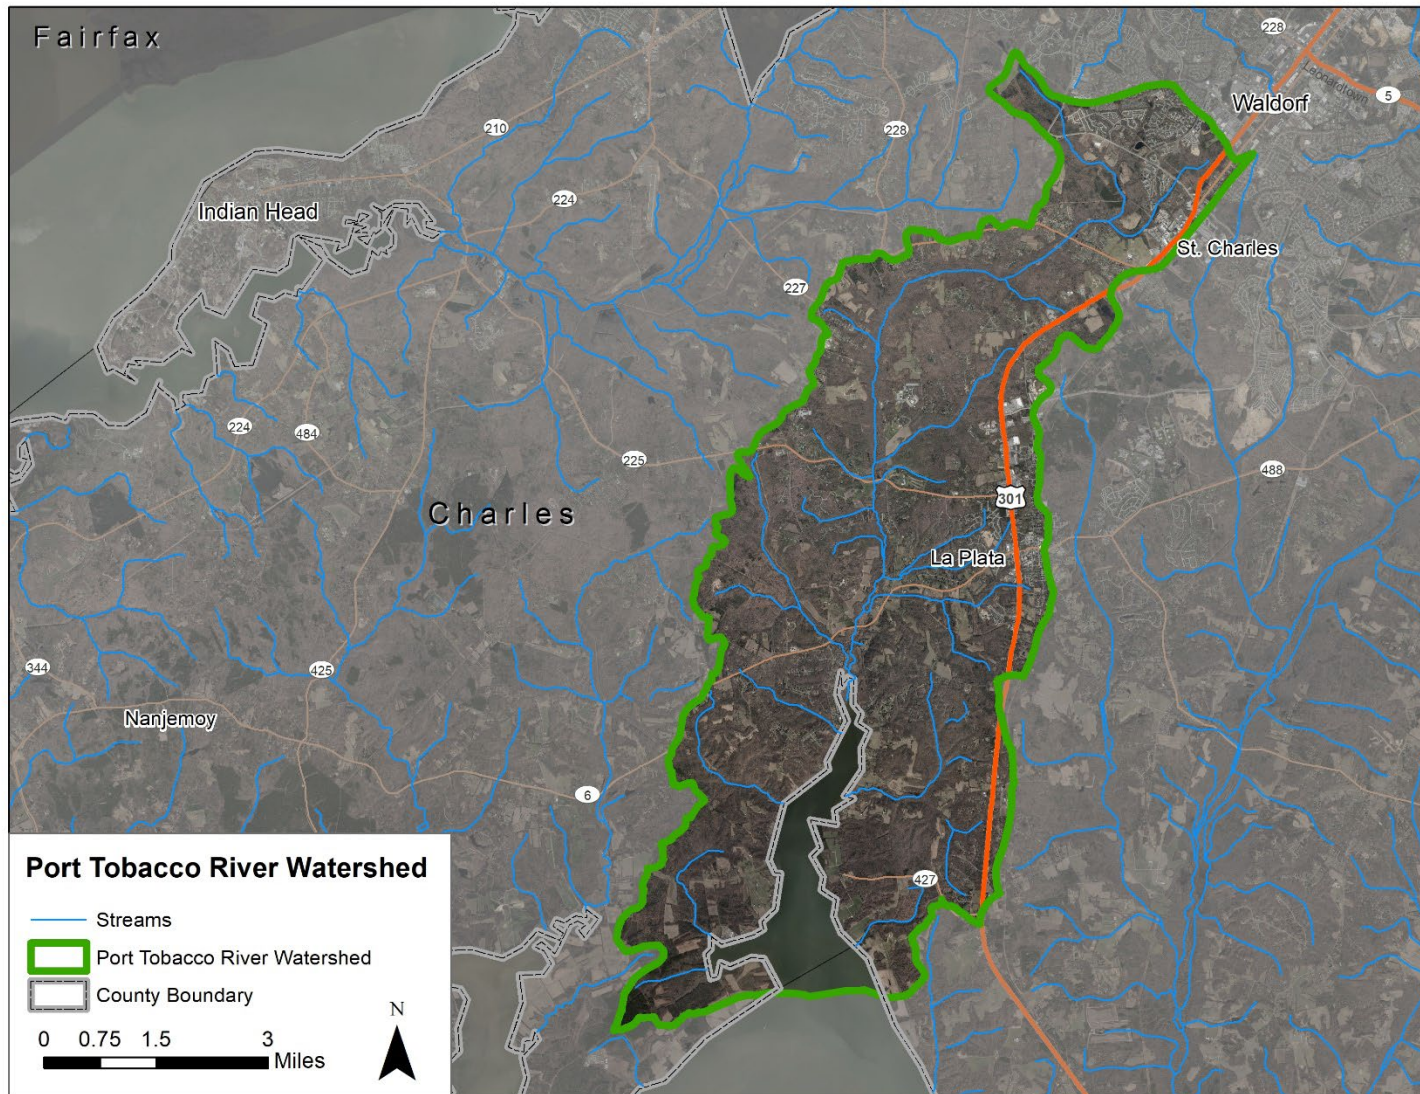 Fairfax
228
Leonardtown
5
Waldorf
210
228
224
Indian Head
St. Charles
227
224
484
225
488
301
Charles
La Plata
344
425
Nanjemoy
6
427
Port Tobacco River Watershed
Streams
Port Tobacco River Watershed
County Boundary
N
0 0.75 1.5 3
Miles